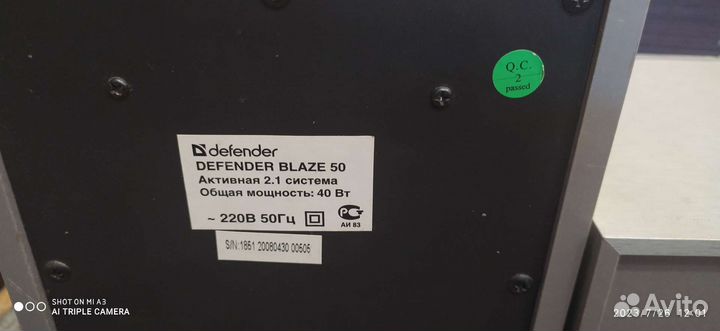 Q.C.
2
passed
defender
DEFENDER BLAZE 50
Активная 2.1 система
Общая мощность: 40 Вт
~ 220В 50Гц
АИ 83
S/N:1851 20080430 00505
SHOT ON MI A3
AI TRIPLE CAMERA
Avito
2023/7/26 12:01